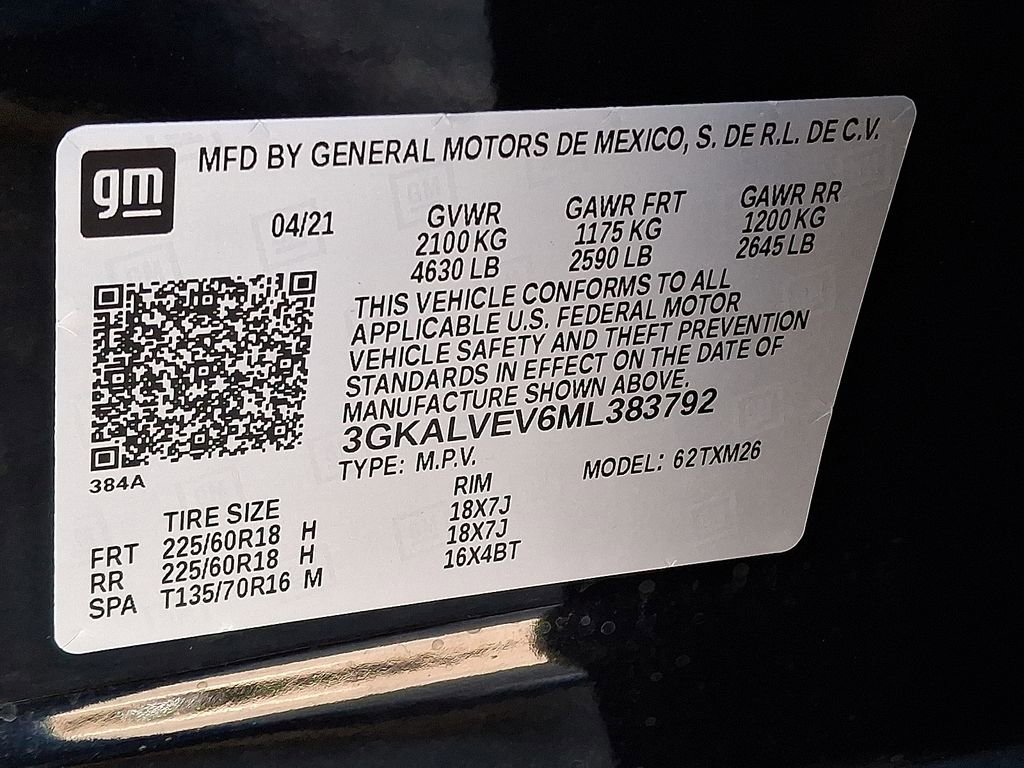 gm
MFD BY GENERAL MOTORS DE MEXICO, S. DE R.L. DE C.V.
04/21 GVWR GAWR FRT GAWR RR
2100 KG 1175 KG 1200 KG
4630 LB 2590 LB 2645 LB
THIS VEHICLE CONFORMS TO ALL
APPLICABLE U.S. FEDERAL MOTOR
VEHICLE SAFETY AND THEFT PREVENTION
STANDARDS IN EFFECT ON THE DATE OF
MANUFACTURE SHOWN ABOVE.
3GKALVEV6ML383792
TYPE: M.P.V. MODEL: 62TXM26
384A
TIRE SIZE RIM
FRT 225/60R18 H 18X7J
RR 225/60R18 H 18X7J
SPA T135/70R16 M 16X4BT